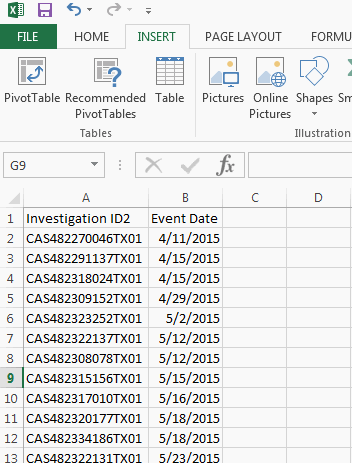 FILE HOME INSERT PAGE LAYOUT FORMU
PivotTable Recommended PivotTables Table Pictures Online Pictures Shapes Sm
Tables Illustration
G9 fx
A B C D
1 Investigation ID2 Event Date
2 CAS482270046TX01 4/11/2015
3 CAS482291137TX01 4/15/2015
4 CAS482318024TX01 4/15/2015
5 CAS482309152TX01 4/29/2015
6 CAS482323252TX01 5/2/2015
7 CAS482322137TX01 5/12/2015
8 CAS482308078TX01 5/12/2015
9 CAS482315156TX01 5/15/2015
10 CAS482317010TX01 5/16/2015
11 CAS482320177TX01 5/18/2015
12 CAS482334186TX01 5/18/2015
13 CAS482322131TX01 5/23/2015